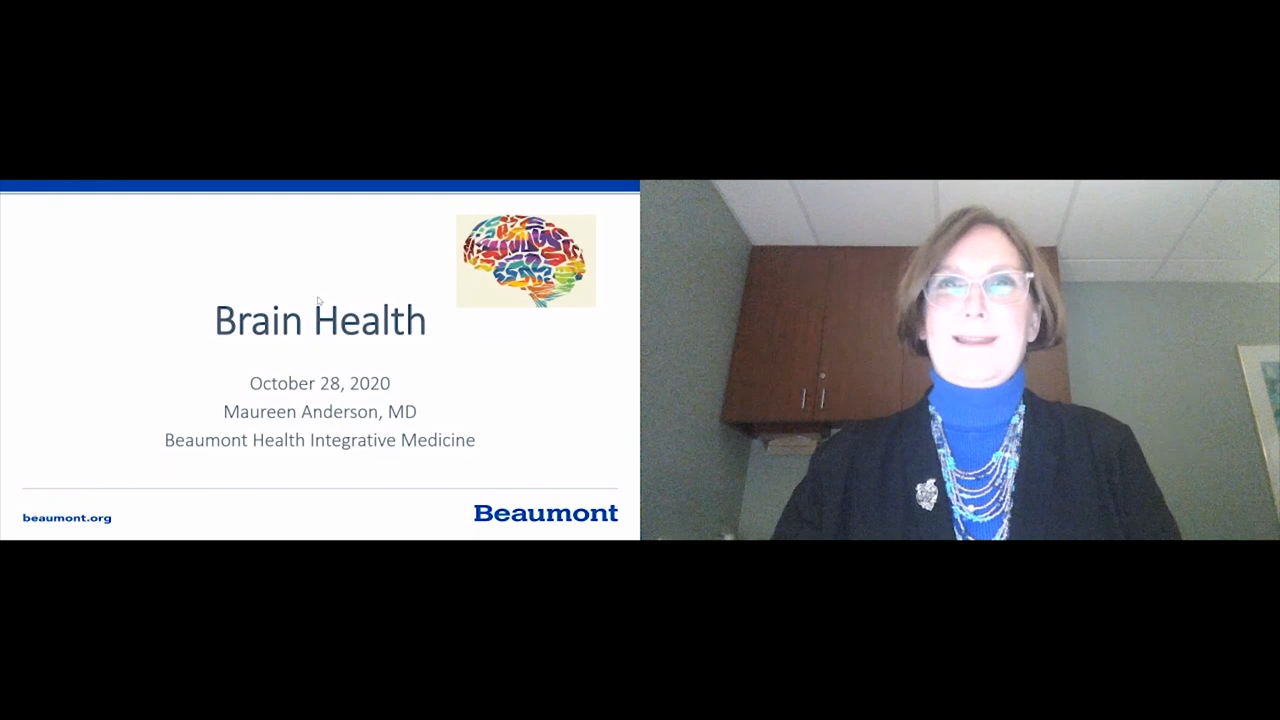 Brain Health
October 28, 2020
Maureen Anderson, MD
Beaumont Health Integrative Medicine
beaumont.org
Beaumont